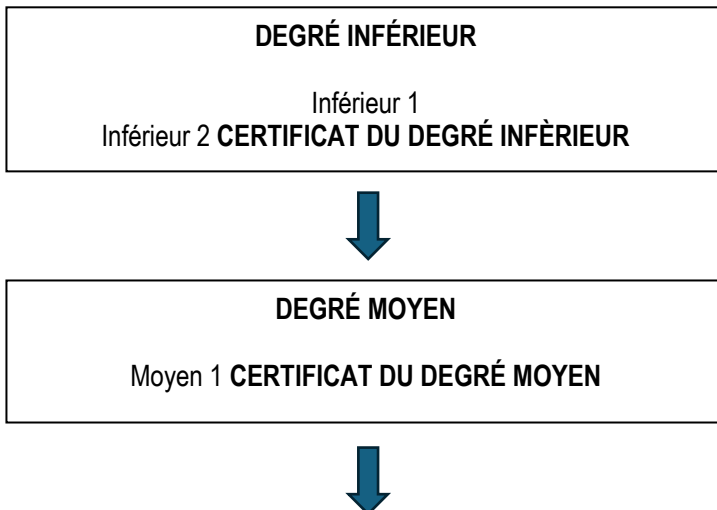 DEGRÉ INFÉRIEUR
Inférieur 1
Inférieur 2 CERTIFICAT DU DEGRÉ INFÈRIEUR
DEGRÉ MOYEN
Moyen 1 CERTIFICAT DU DEGRÉ MOYEN